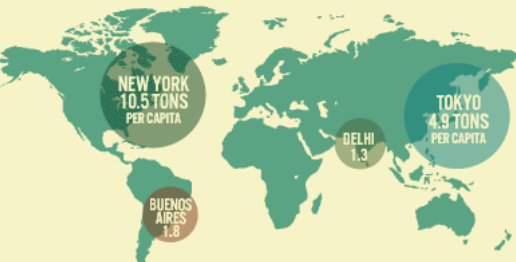 NEW YORK
10.5 TONS
PER CAPITA
TOKYO
4.9 TONS
PER CAPITA
DELHI
1.3
BUENOS
AIRES
1.8